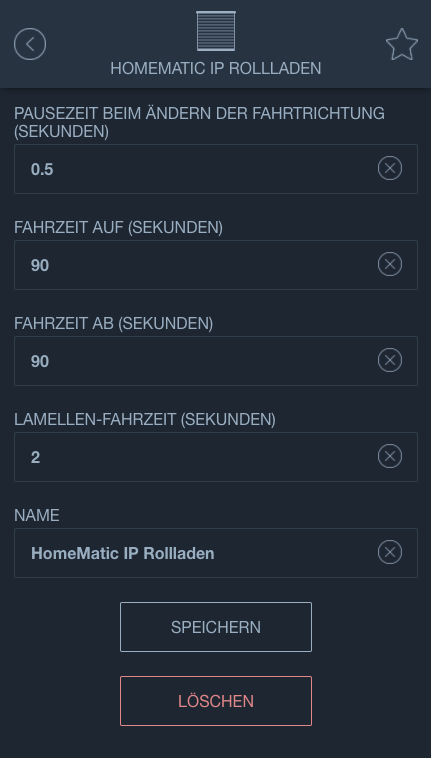 HOMEMATIC IP ROLLLADEN
PAUSEZEIT BEIM ÄNDERN DER FAHRTRICHTUNG
(SEKUNDEN)
0.5
FAHRZEIT AUF (SEKUNDEN)
90
FAHRZEIT AB (SEKUNDEN)
90
LAMELLEN-FAHRZEIT (SEKUNDEN)
2
NAME
HomeMatic IP Rollladen
SPEICHERN
LÖSCHEN